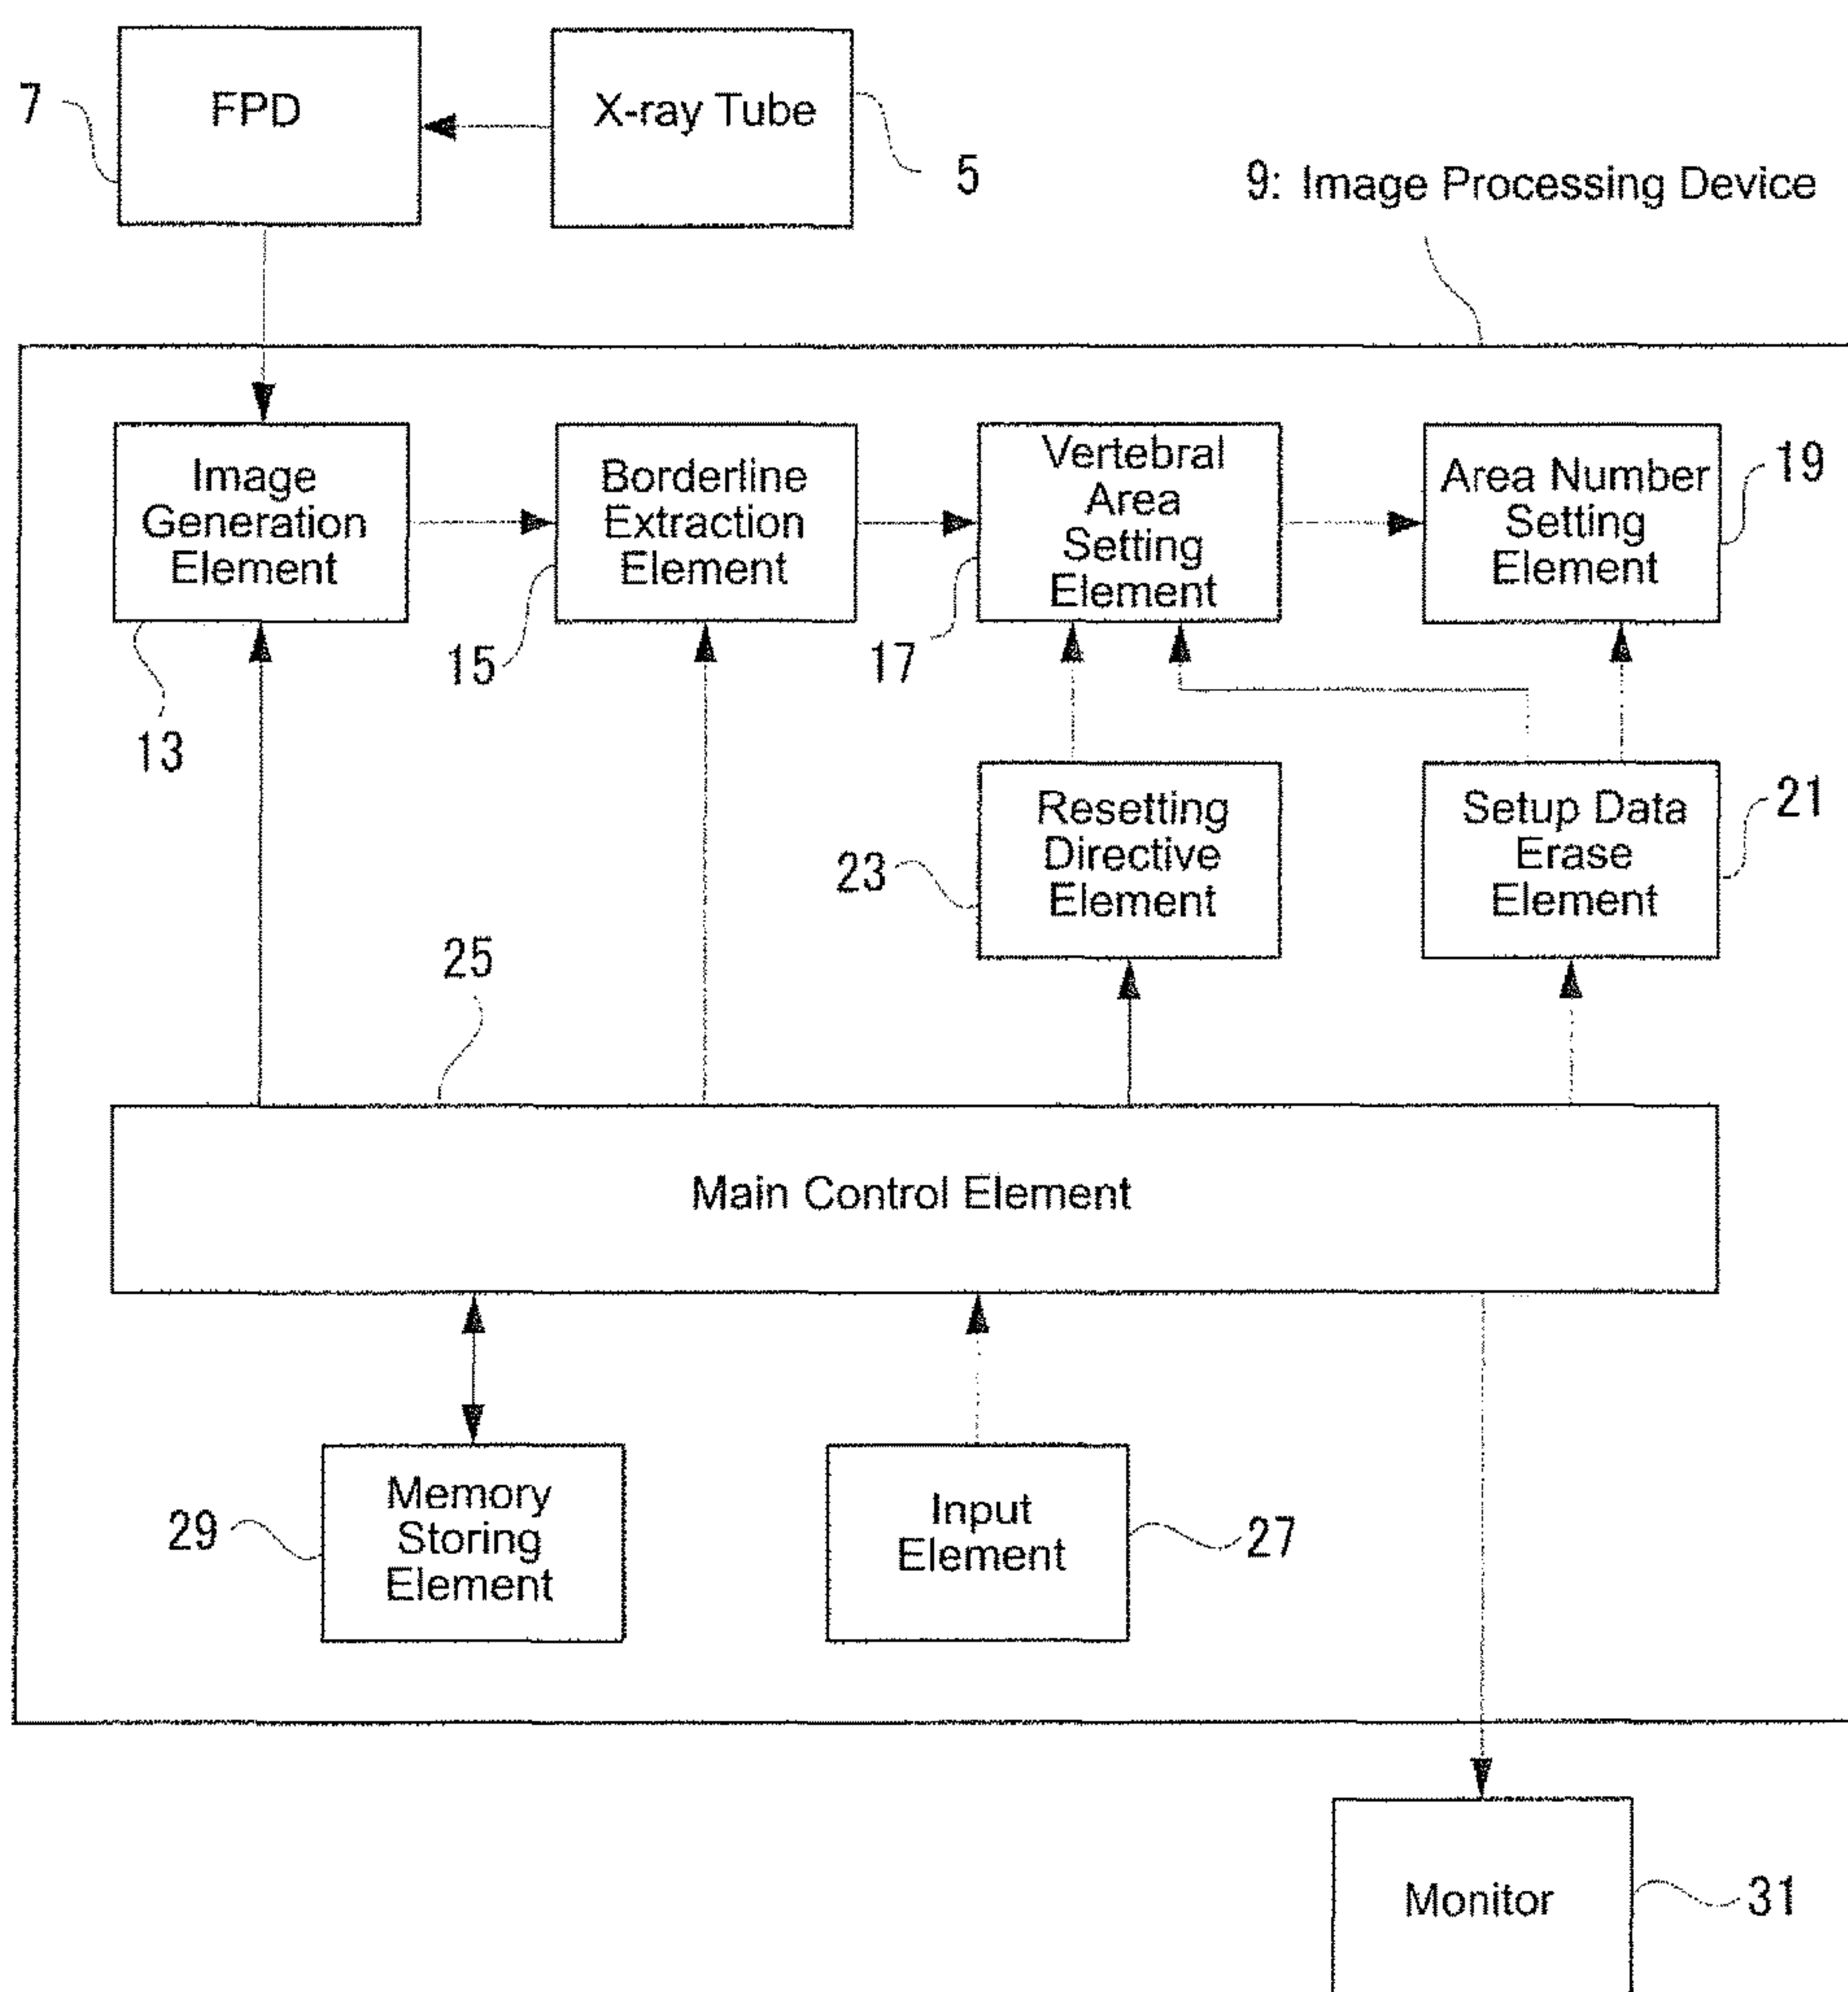 7
FPD
X-ray Tube
5
9: Image Processing Device
Image
Generation
Element
13
Borderline
Extraction
Element
15
Vertebral
Area
Setting
Element
17
Area Number
Setting
Element
19
Resetting
Directive
Element
23
Setup Data
Erase
Element
21
25
Main Control Element
29
Memory
Storing
Element
Input
Element
27
Monitor
31